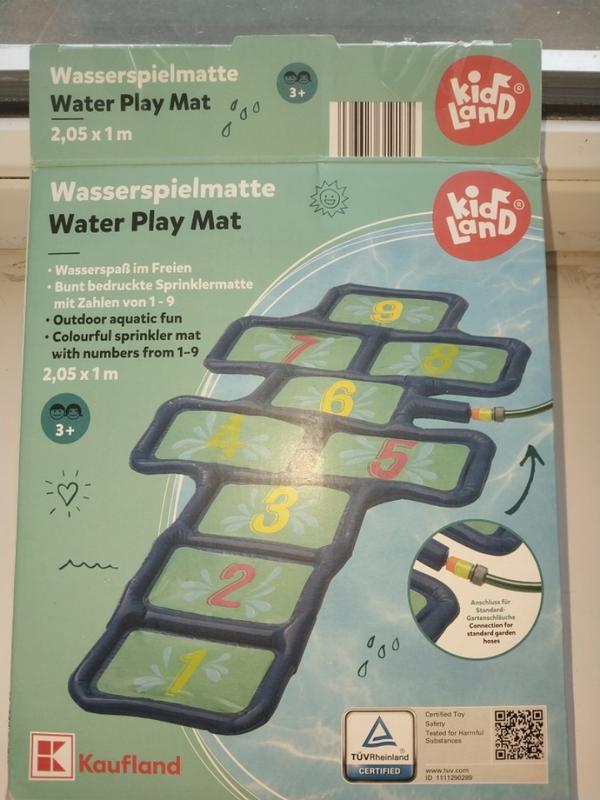 Wasserspielmatte
Water Play Mat
2,05 x 1 m
3+
kid
LanD®
Wasserspielmatte
Water Play Mat
kid
LanD®
• Wasserspaß im Freien
• Bunt bedruckte Sprinklermatte
mit Zahlen von 1 - 9
• Outdoor aquatic fun
• Colourful sprinkler mat
with numbers from 1–9
2,05 x 1 m
3+
9
7
8
6
4
5
3
2
1
Anschluss für
Standard-
Gartenschläuche
Connection for
standard garden
hoses
K Kaufland
TÜVRheinland®
CERTIFIED
Certified Toy
Safety
Tested for Harmful
Substances
www.tuv.com
ID 1111290289